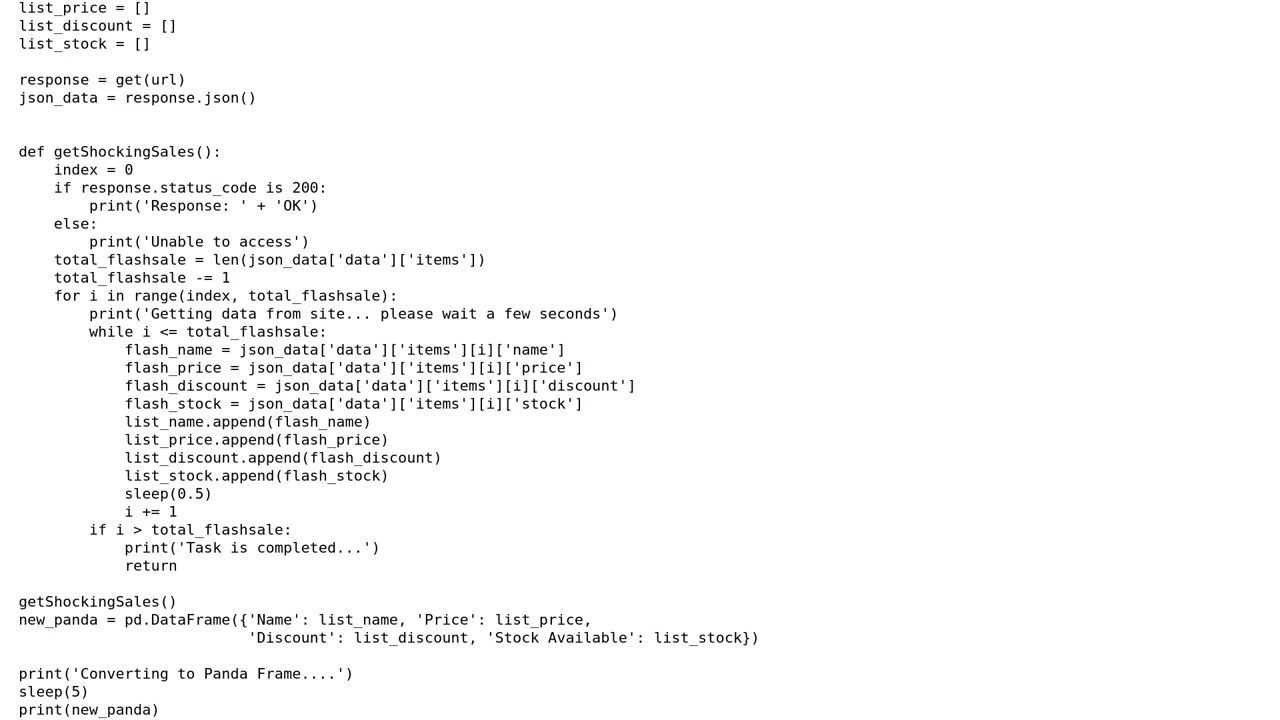 list_price = []
list_discount = []
list_stock = []

response = get(url)
json_data = response.json()


def getShockingSales():
    index = 0
    if response.status_code is 200:
        print('Response: ' + 'OK')
    else:
        print('Unable to access')
    total_flashsale = len(json_data['data']['items'])
    total_flashsale -= 1
    for i in range(index, total_flashsale):
        print('Getting data from site... please wait a few seconds')
        while i <= total_flashsale:
            flash_name = json_data['data']['items'][i]['name']
            flash_price = json_data['data']['items'][i]['price']
            flash_discount = json_data['data']['items'][i]['discount']
            flash_stock = json_data['data']['items'][i]['stock']
            list_name.append(flash_name)
            list_price.append(flash_price)
            list_discount.append(flash_discount)
            list_stock.append(flash_stock)
            sleep(0.5)
            i += 1
        if i > total_flashsale:
            print('Task is completed...')
            return

getShockingSales()
new_panda = pd.DataFrame({'Name': list_name, 'Price': list_price,
                          'Discount': list_discount, 'Stock Available': list_stock})

print('Converting to Panda Frame....')
sleep(5)
print(new_panda)